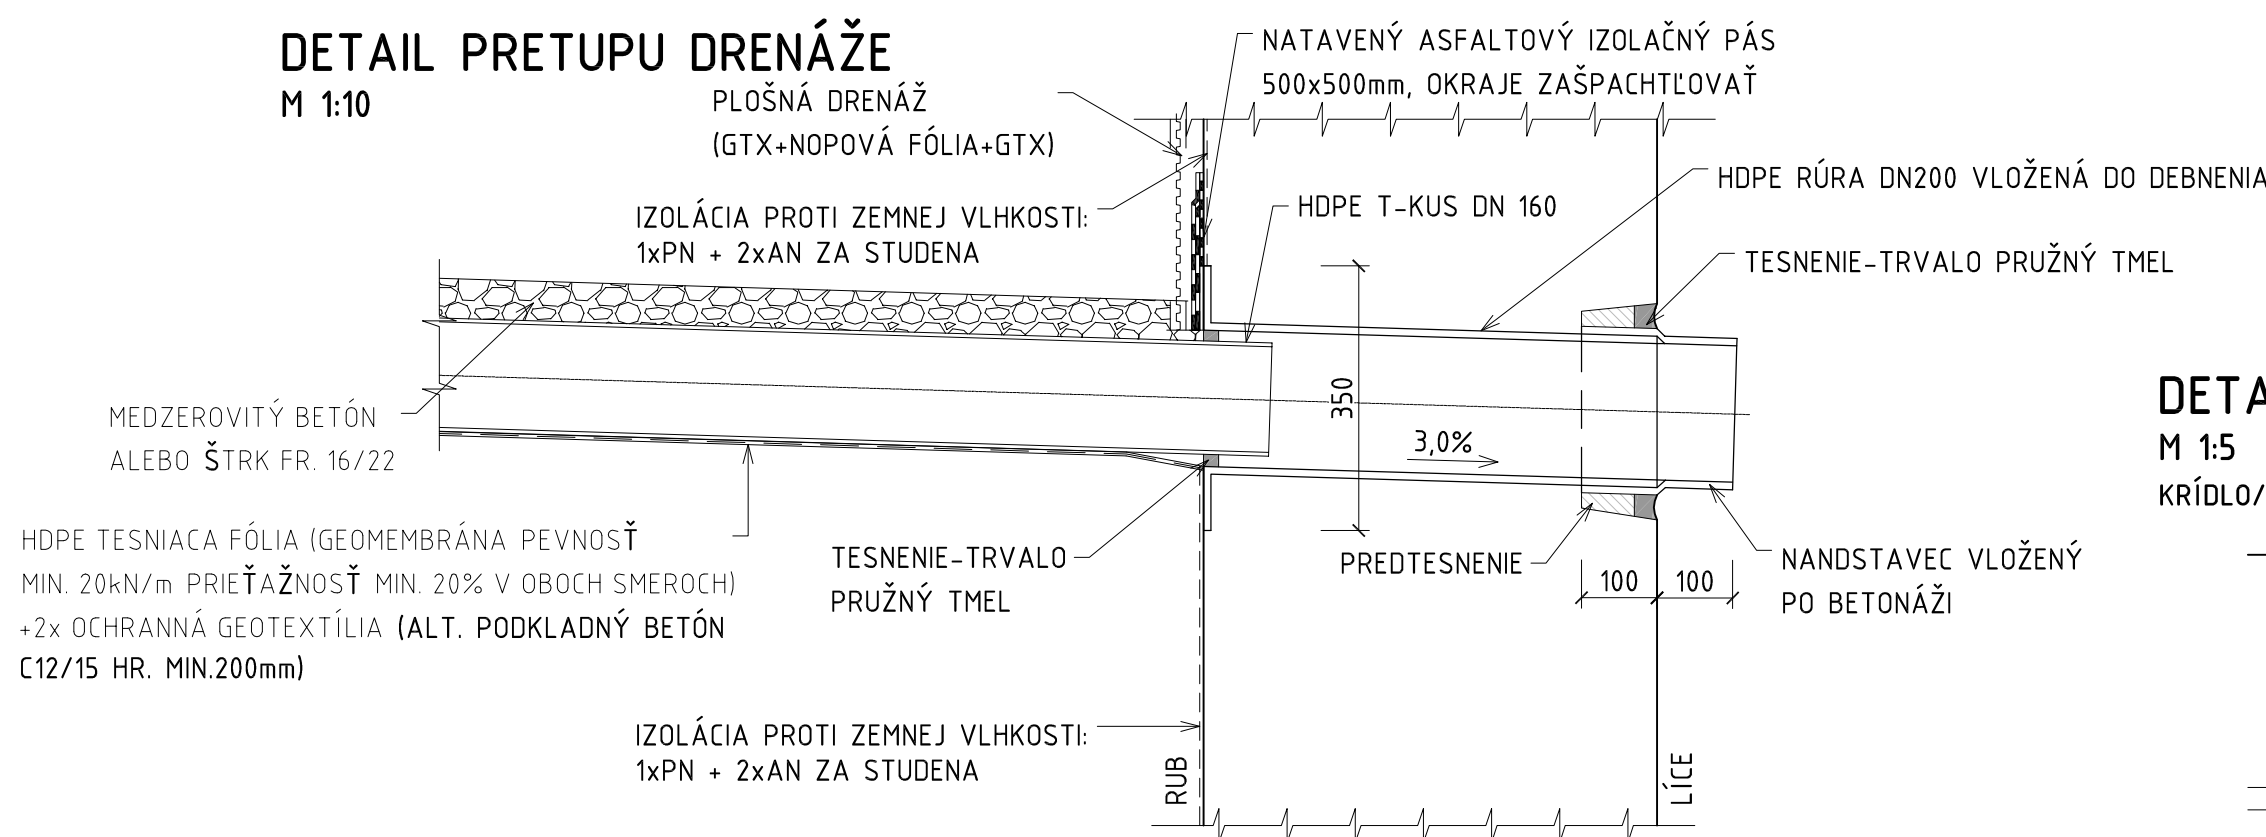 DETAIL PRETUPU DRENÁŽE
M 1:10
PLOŠNÁ DRENÁŽ
(GTX+NOPOVÁ FÓLIA+GTX)
NATAVENÝ ASFALTOVÝ IZOLAČNÝ PÁS
500x500mm, OKRAJE ZAŠPACHTĽOVAŤ
IZOLÁCIA PROTI ZEMNEJ VLHKOSTI:
1xPN + 2xAN ZA STUDENA
HDPE T-KUS DN 160
HDPE RÚRA DN200 VLOŽENÁ DO DEBNENIA
TESNENIE-TRVALO PRUŽNÝ TMEL
MEDZEROVITÝ BETÓN
ALEBO ŠTRK FR. 16/22
350
3,0%
HDPE TESNIACA FÓLIA (GEOMEMBRÁNA PEVNOSŤ
MIN. 20kN/m PRIEŤAŽNOSŤ MIN. 20% V OBOCH SMEROCH)
+2x OCHRANNÁ GEOTEXTÍLIA (ALT. PODKLADNÝ BETÓN
C12/15 HR. MIN.200mm)
TESNENIE-TRVALO
PRUŽNÝ TMEL
PREDTESNENIE
100
100
NANDSTAVEC VLOŽENÝ
PO BETONÁŽI
IZOLÁCIA PROTI ZEMNEJ VLHKOSTI:
1xPN + 2xAN ZA STUDENA
RUB
LÍCE
DETA
M 1:5
KRÍDLO/